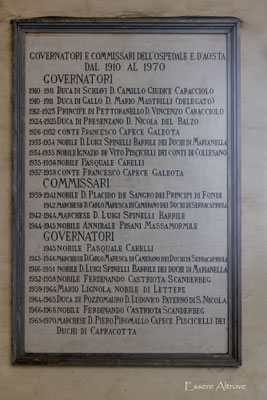 GOVERNATORI E COMMISSARI DELL'OSPEDALE E. D'AOSTA
DAL 1910 AL 1970
GOVERNATORI
1910-1911 DUCA DI SCHIAVI D. CAMILLO GIUDICE CARACCIOLO
1910-1911 DUCA DI GALLO D. MARIO MASTRILLI (DELEGATO)
1912-1923 PRINCIPE DI PETTORANELLO D. VINCENZO CARACCIOLO
1924-1925 DUCA DI PRESENZANO D. NICOLA DEL BALZO
1926-1932 CONTE FRANCESCO CAPECE GALEOTA
1933-1934 NOBILE D. LUIGI SPINELLI BARRILE DEI DUCHI DI MARIANELLA
1934-1935 NOBILE IGNAZIO DE VITO PISCICELLI DEI CONTI DI COLLESANO
1935-1936 NOBILE PASQUALE CARELLI
1937-1938 CONTE FRANCESCO CAPECE GALEOTA
COMMISSARI
1939-1941 NOBILE D. PLACIDO DE SANGRO DEI PRINCIPI DI FONDI
1942 MARCHESE D. CARLO MARESCA DI CAMERANO DEI DUCHI DI SERRACAPRIOLA
1942-1944 MARCHESE D. LUIGI SPINELLI BARRILE
1944-1945 NOBILE ANNIBALE PISANI MASSAMORMILE
GOVERNATORI
1945 NOBILE PASQUALE CARELLI
1945-1946 MARCHESE D. CARLO MARESCA DI CAMERANO DEI DUCHI DI SERRACAPRIOLA
1946-1951 NOBILE D. LUIGI SPINELLI BARRILE DEI DUCHI DI MARIANELLA
1952-1958 NOBILE FERDINANDO CASTRIOTA SCANDERBEG
1959-1964 MARIO LIGNOLA NOBILE DI LETTERE
1964-1965 DUCA DI POZZOMAURO D. LUDOVICO PATERNÒ DI S. NICOLA
1966-1968 NOBILE FERDINANDO CASTRIOTA SCANDERBEG
1969-1970 MARCHESE D. PIERO PIROMALLO CAPECE PISCICELLI DEI
DUCHI DI CAPRACOTTA
Essere Altrove